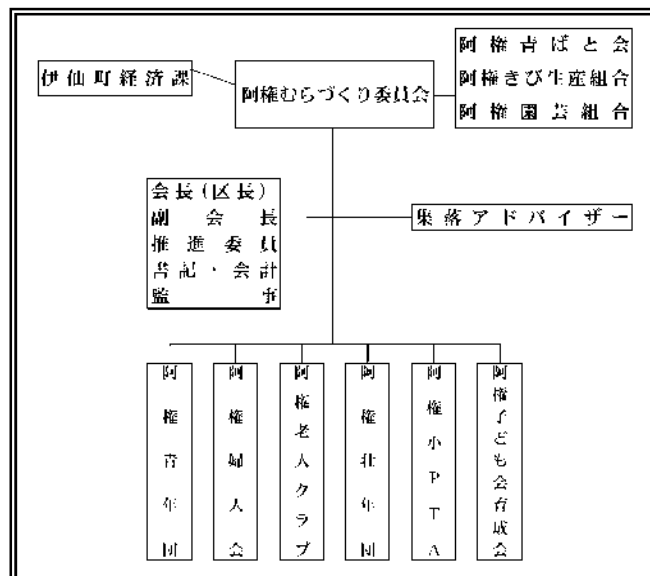 伊仙町経済課
阿権むらづくり委員会
阿権青ばと会
阿権きび生産組合
阿権園芸組合
会長(区長)
副会長
推進委員
書記・会計
監事
集落アドバイザー
阿権青年団
阿権婦人会
阿権老人クラブ
阿権壮年団
阿権小PTA
阿権子ども会育成会